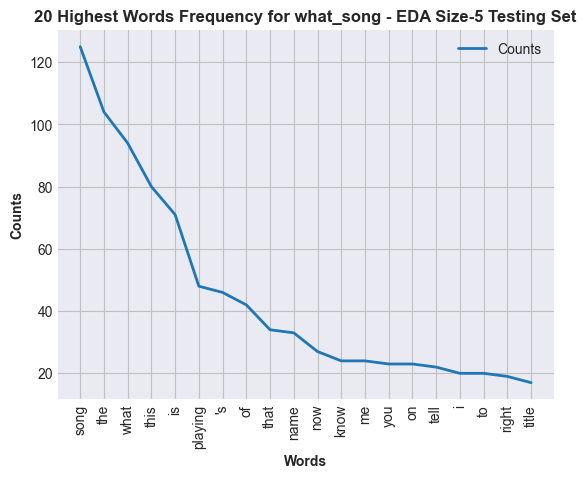 20 Highest Words Frequency for what_song - EDA Size-5 Testing Set
Counts
120
100
80
60
40
20
Counts
song
the
what
this
is
playing
's
of
that
name
now
know
me
you
on
tell
i
to
right
title
Words